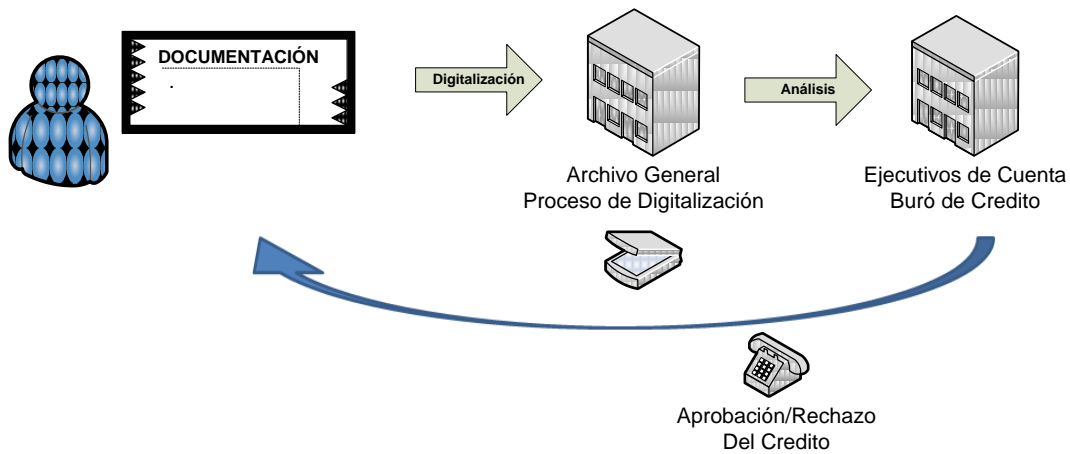 DOCUMENTACIÓN
.
Digitalización
Análisis
Archivo General
Proceso de Digitalización
Ejecutivos de Cuenta
Buró de Credito
Aprobación/Rechazo
Del Credito